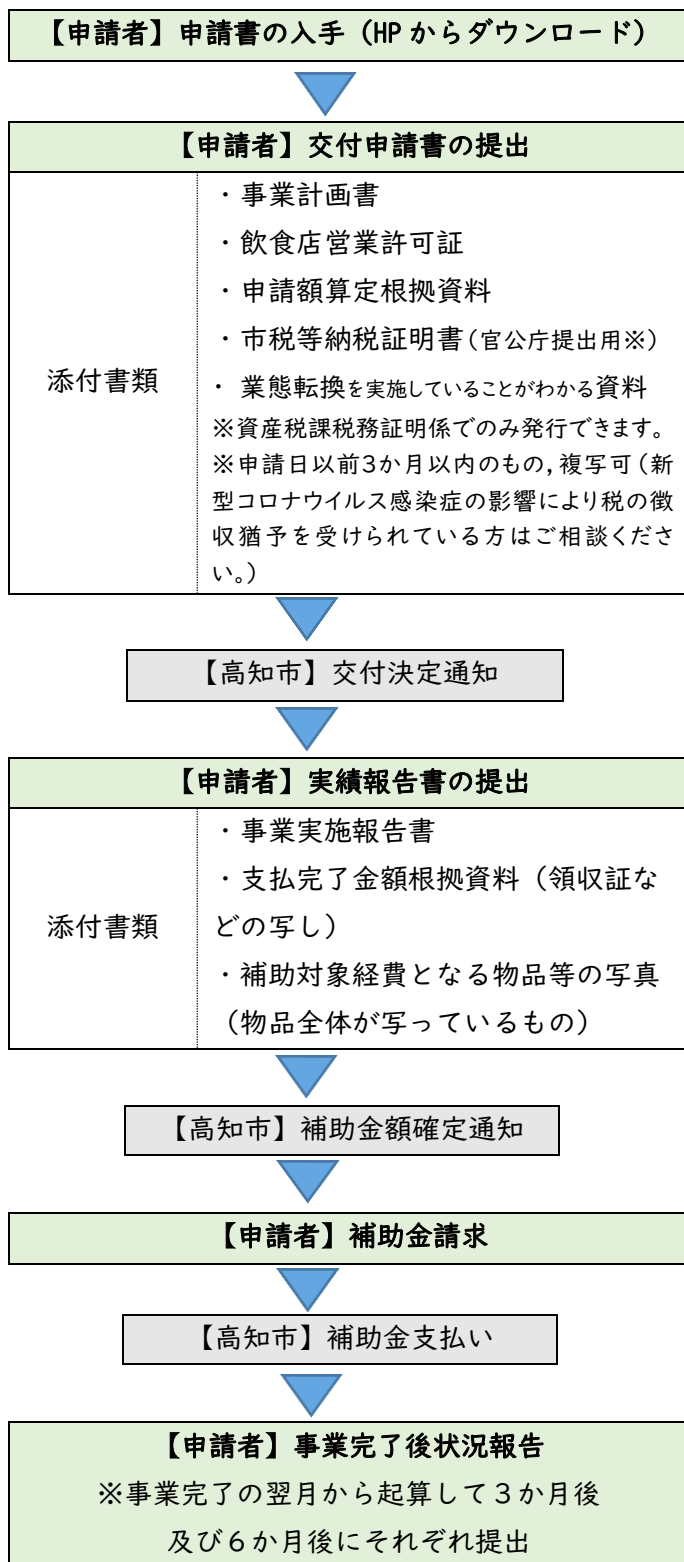 【申請者】申請書の入手（HPからダウンロード）
【申請者】交付申請書の提出
添付書類
・事業計画書
・飲食店営業許可証
・申請額算定根拠資料
・市税等納税証明書（官公庁提出用※）
・業態転換を実施していることがわかる資料
※資産税課税務証明係でのみ発行できます。
※申請日以前3か月以内のもの，複写可（新
型コロナウイルス感染症の影響により税の徴
収猶予を受けられている方はご相談くださ
い。）
【高知市】交付決定通知
【申請者】実績報告書の提出
添付書類
・事業実施報告書
・支払完了金額根拠資料（領収証な
どの写し）
・補助対象経費となる物品等の写真
（物品全体が写っているもの）
【高知市】補助金額確定通知
【申請者】補助金請求
【高知市】補助金支払い
【申請者】事業完了後状況報告
※事業完了の翌月から起算して３か月後
及び６か月後にそれぞれ提出